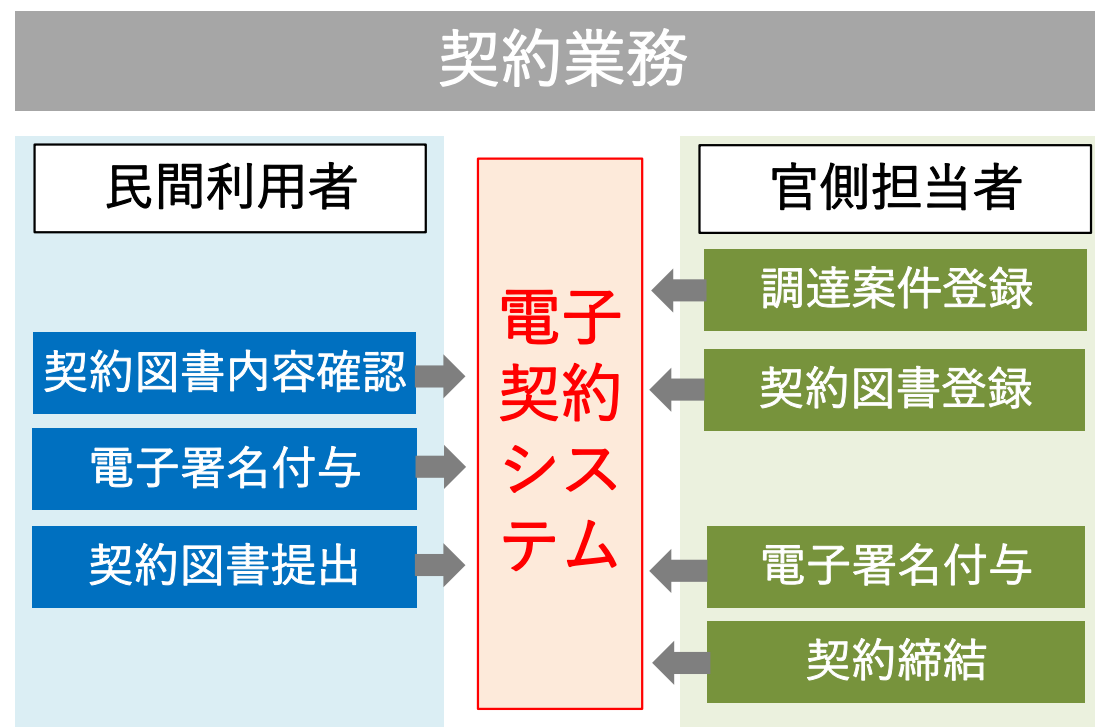 契約業務
民間利用者
契約図書内容確認
電子署名付与
契約図書提出
電子
契約
シス
テム
官側担当者
調達案件登録
契約図書登録
電子署名付与
契約締結